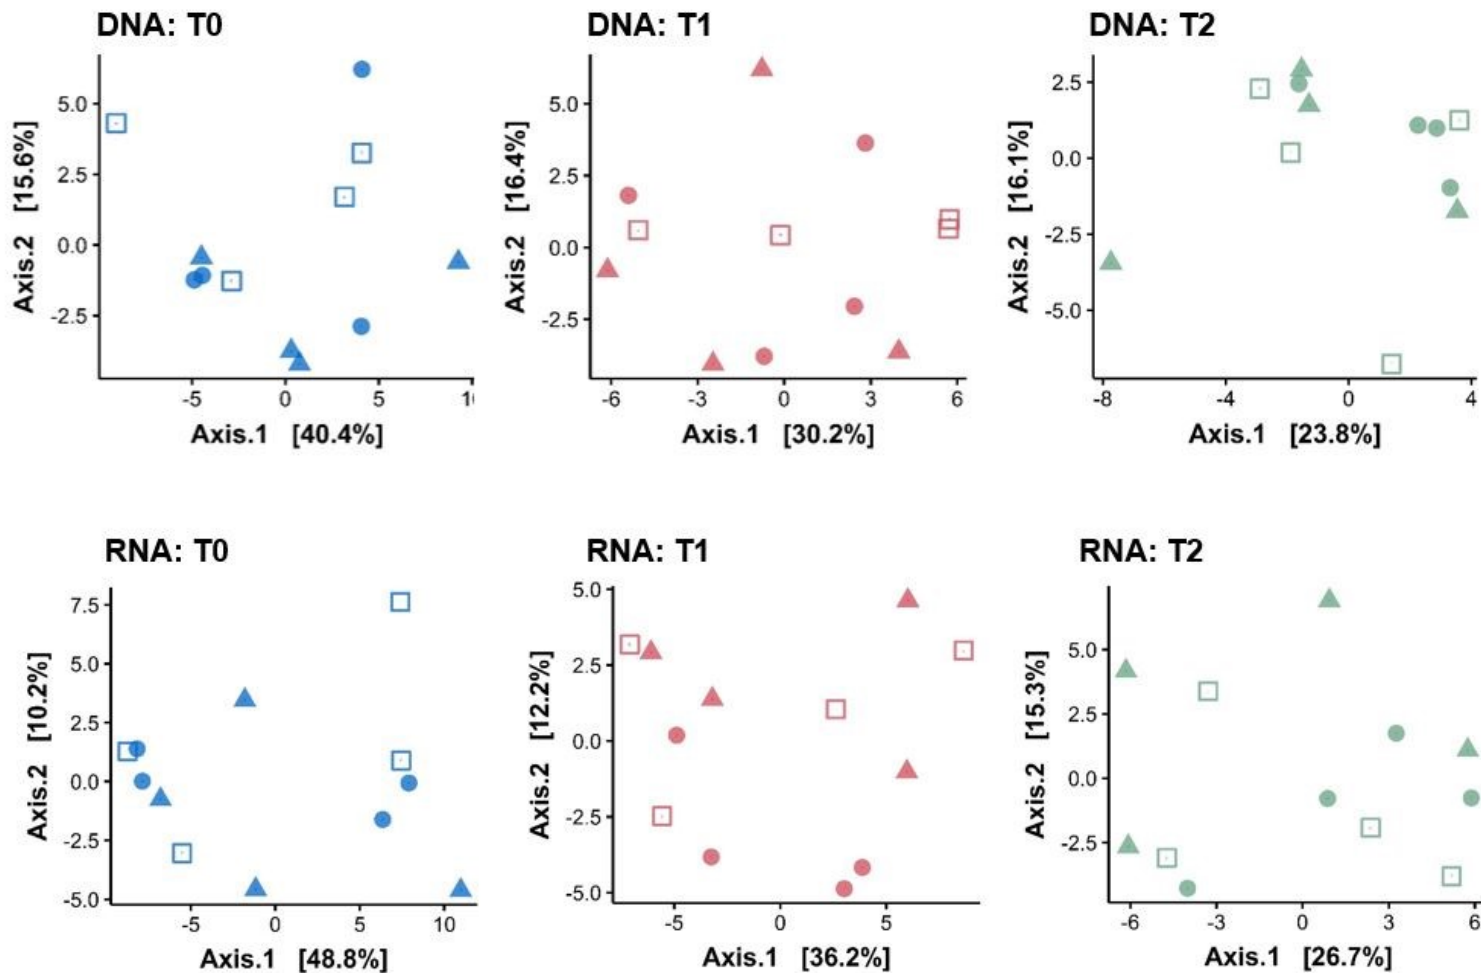 DNA: T0
DNA: T1
DNA: T2
Axis.2 [15.6%]
5.0
2.5
0.0
-2.5
-5
0
5
Axis.1 [40.4%]
Axis.2 [16.4%]
5.0
2.5
0.0
-2.5
-6
-3
0
3
6
Axis.1 [30.2%]
Axis.2 [16.1%]
2.5
0.0
-2.5
-5.0
-8
-4
0
4
Axis.1 [23.8%]
RNA: T0
RNA: T1
RNA: T2
Axis.2 [10.2%]
7.5
5.0
2.5
0.0
-2.5
-5.0
-5
0
5
10
Axis.1 [48.8%]
Axis.2 [12.2%]
5.0
2.5
0.0
-2.5
-5.0
-5
0
5
Axis.1 [36.2%]
Axis.2 [15.3%]
5.0
2.5
0.0
-2.5
-6
-3
0
3
6
Axis.1 [26.7%]